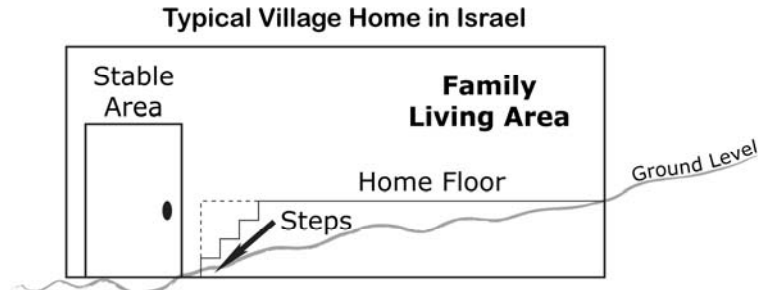 Typical Village Home in Israel
Stable
Area
Family
Living Area
Ground Level
Home Floor
Steps